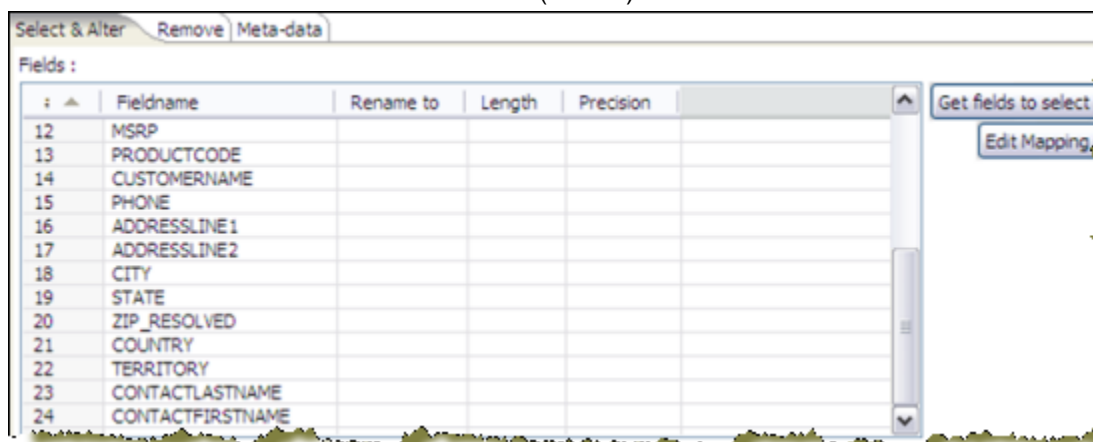 Select & Alter Remove Meta-data
Fields :
: Fieldname Rename to Length Precision Get fields to select
Edit Mapping
12 MSRP
13 PRODUCTCODE
14 CUSTOMERNAME
15 PHONE
16 ADDRESSLINE1
17 ADDRESSLINE2
18 CITY
19 STATE
20 ZIP_RESOLVED
21 COUNTRY
22 TERRITORY
23 CONTACTLASTNAME
24 CONTACTFIRSTNAME